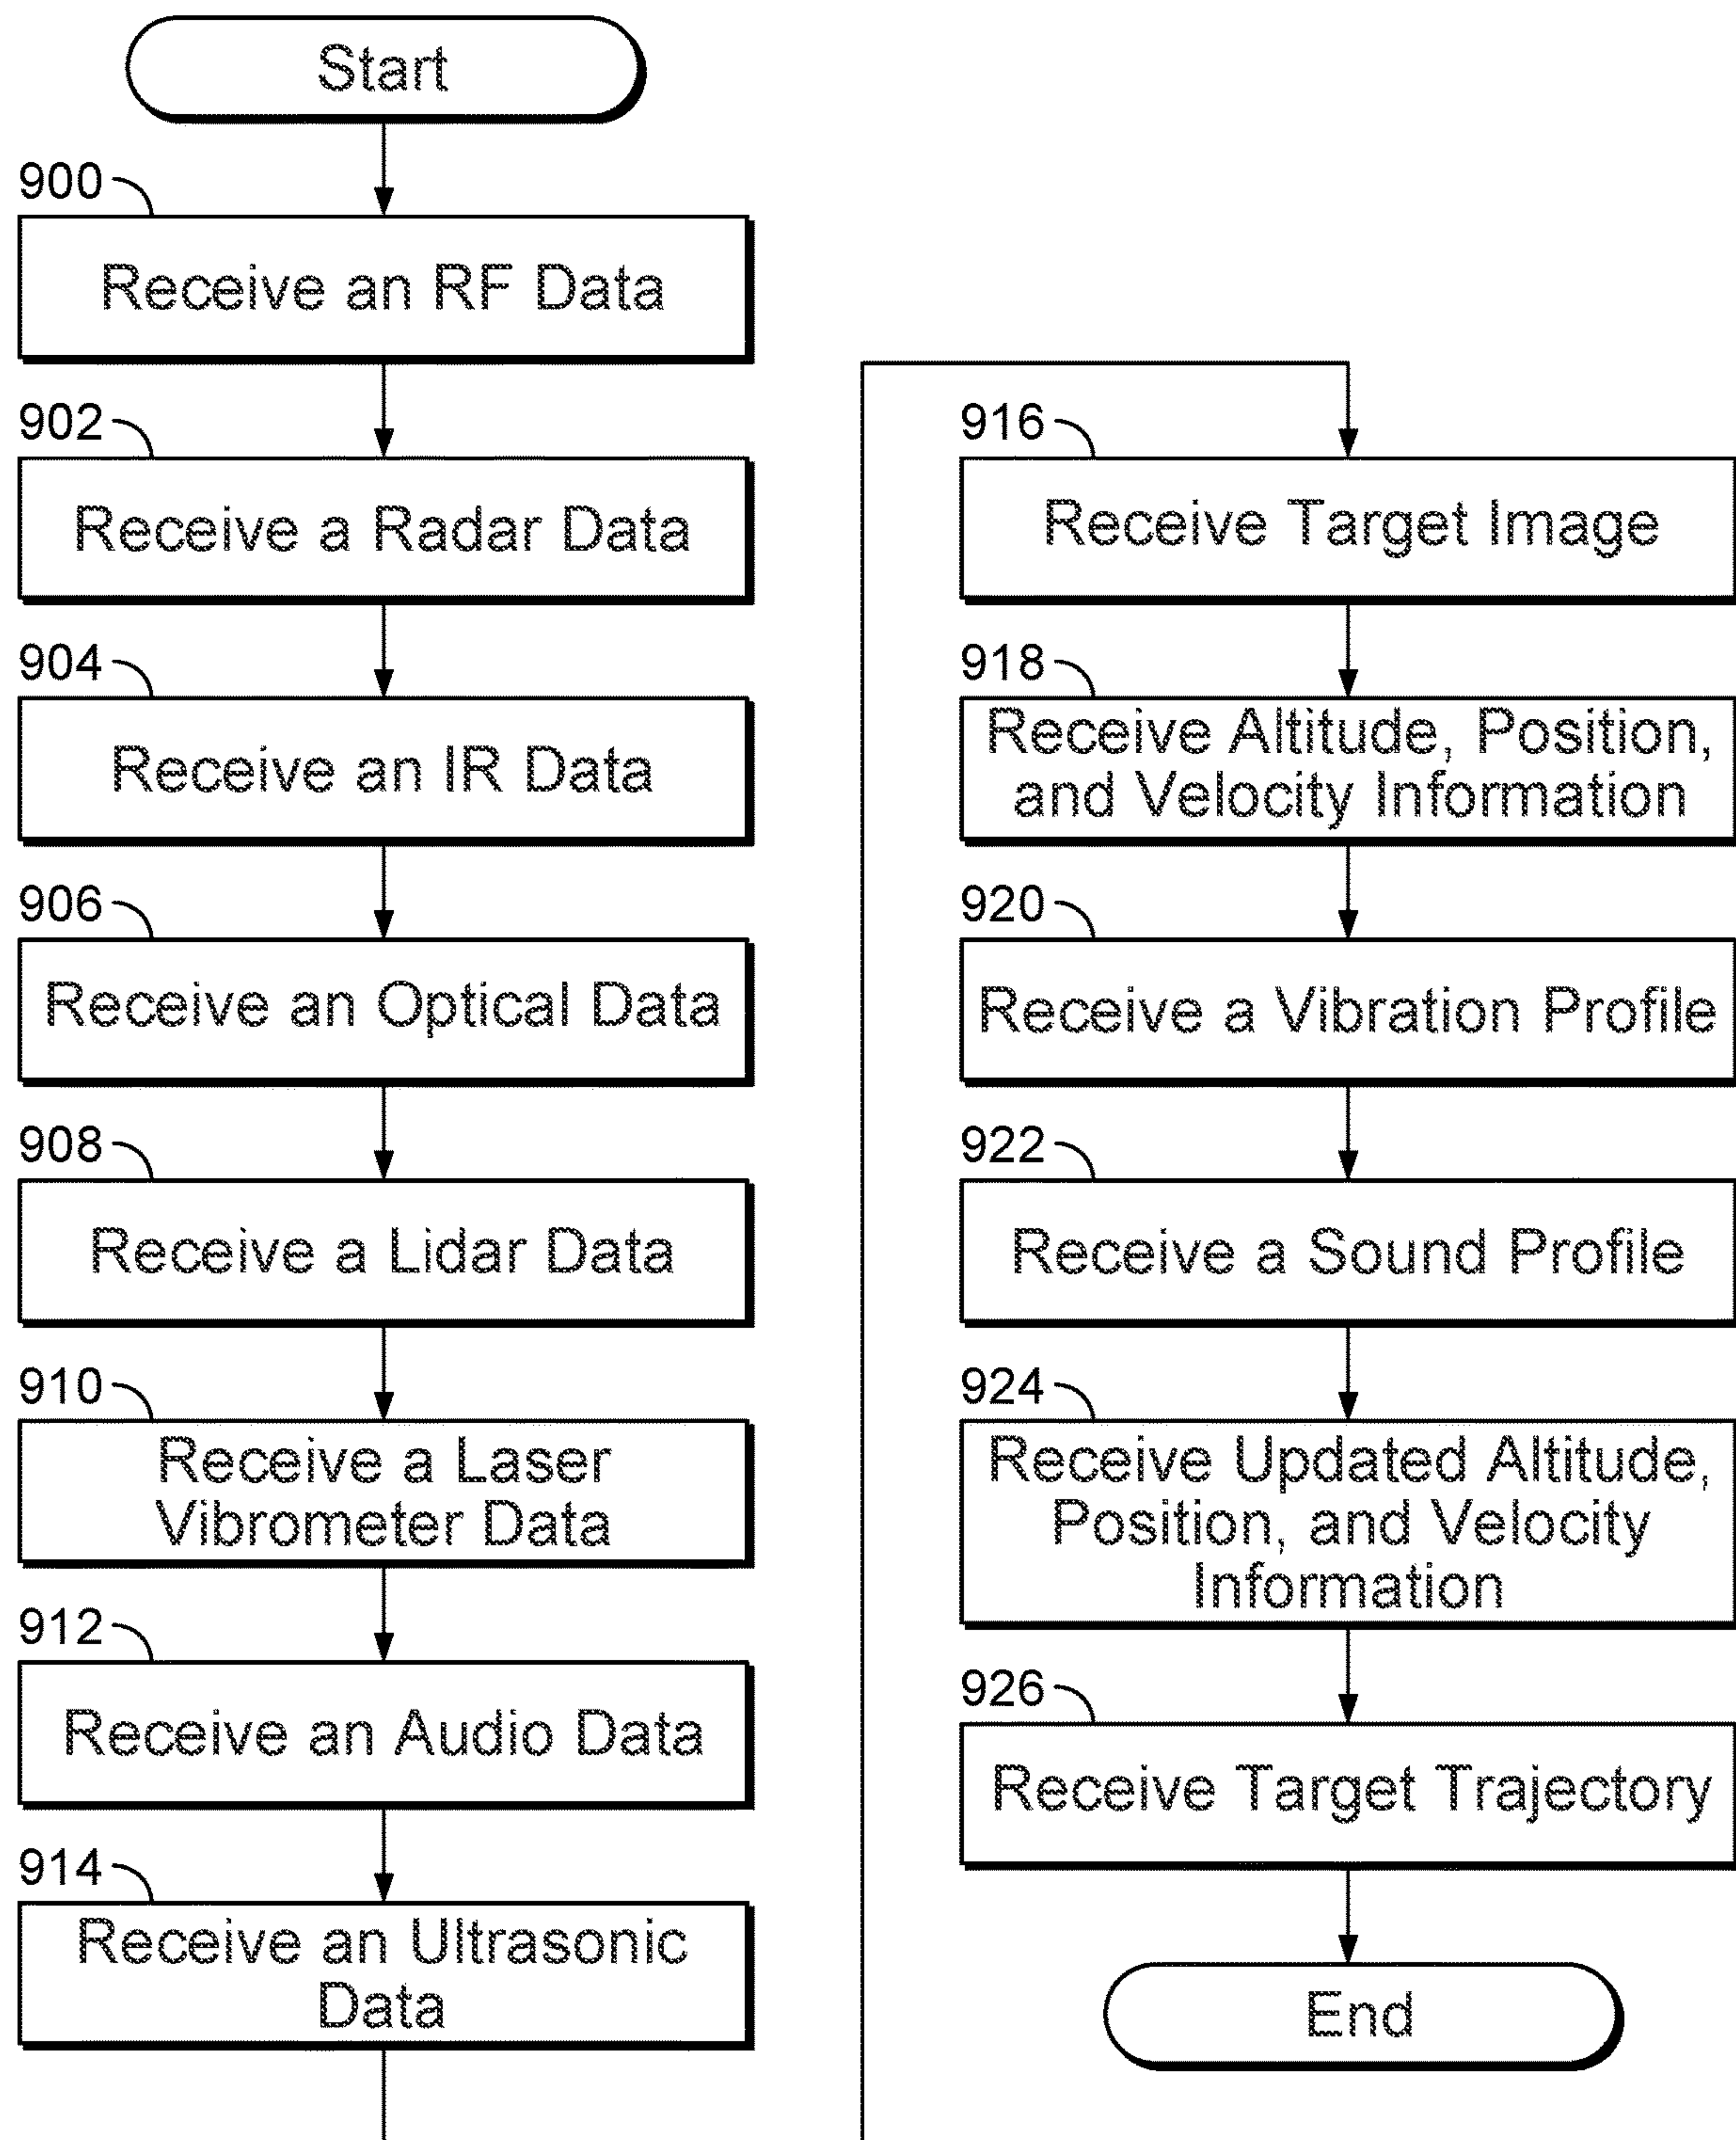 Start
900
Receive an RF Data
902
Receive a Radar Data
904
Receive an IR Data
906
Receive an Optical Data
908
Receive a Lidar Data
910
Receive a Laser
Vibrometer Data
912
Receive an Audio Data
914
Receive an Ultrasonic
Data
916
Receive Target Image
918
Receive Altitude, Position,
and Velocity Information
920
Receive a Vibration Profile
922
Receive a Sound Profile
924
Receive Updated Altitude,
Position, and Velocity
Information
926
Receive Target Trajectory
End